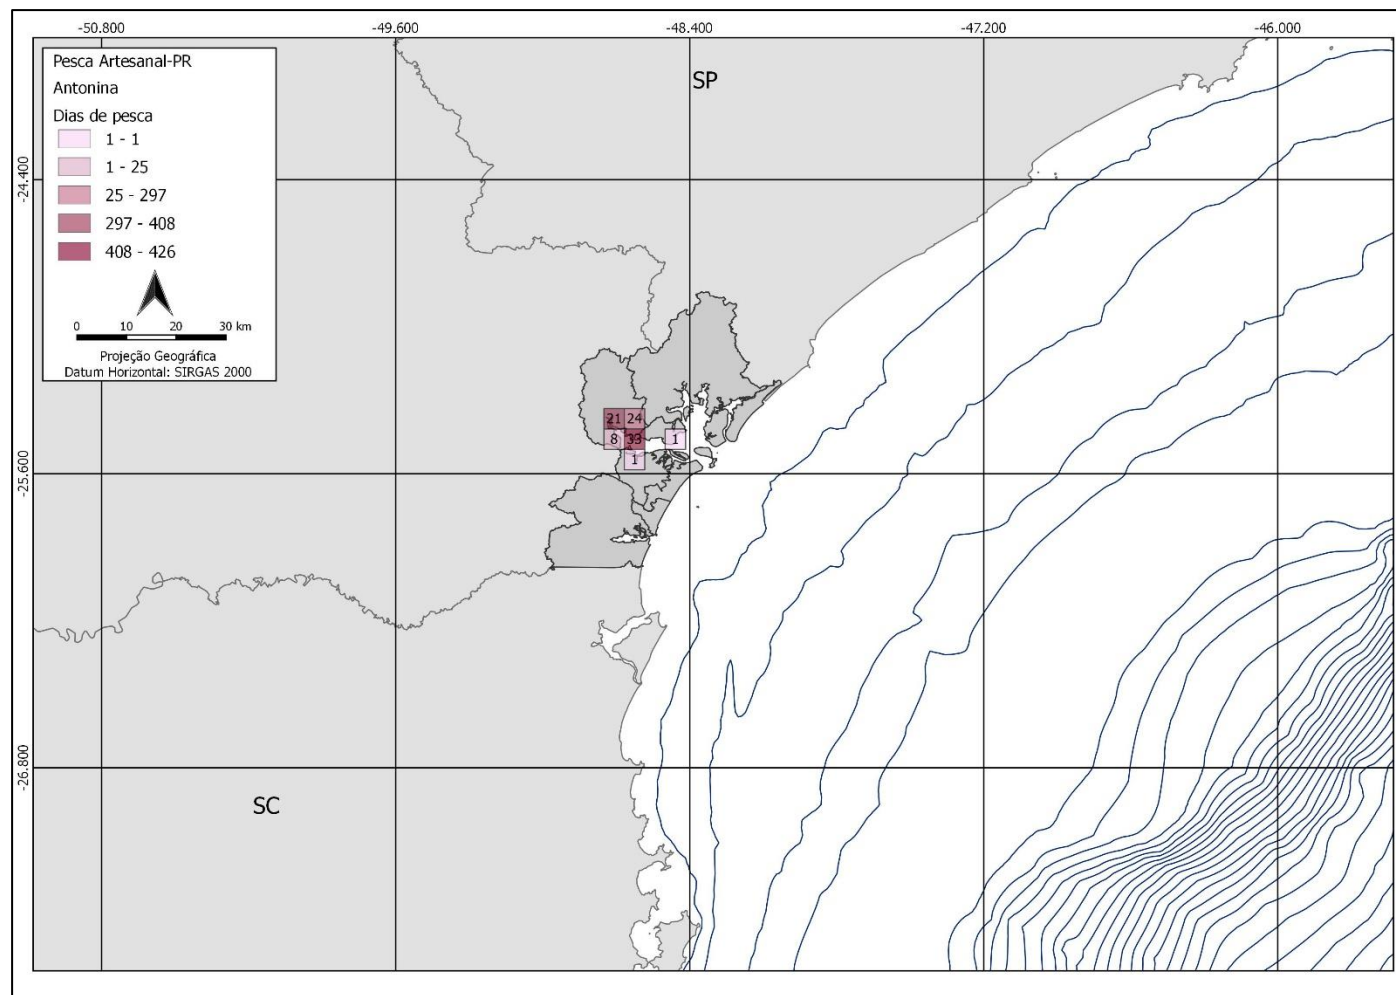 -50.800 -49.600 -48.400 -47.200 -46.000
Pesca Artesanal-PR
Antonina
Dias de pesca
1 - 1
1 - 25
25 - 297
297 - 408
408 - 426
0 10 20 30 km
Projeção Geográfica
Datum Horizontal: SIRGAS 2000
SP
-24.400
21 24
8 33 1
1
-25.600
-26.800
SC